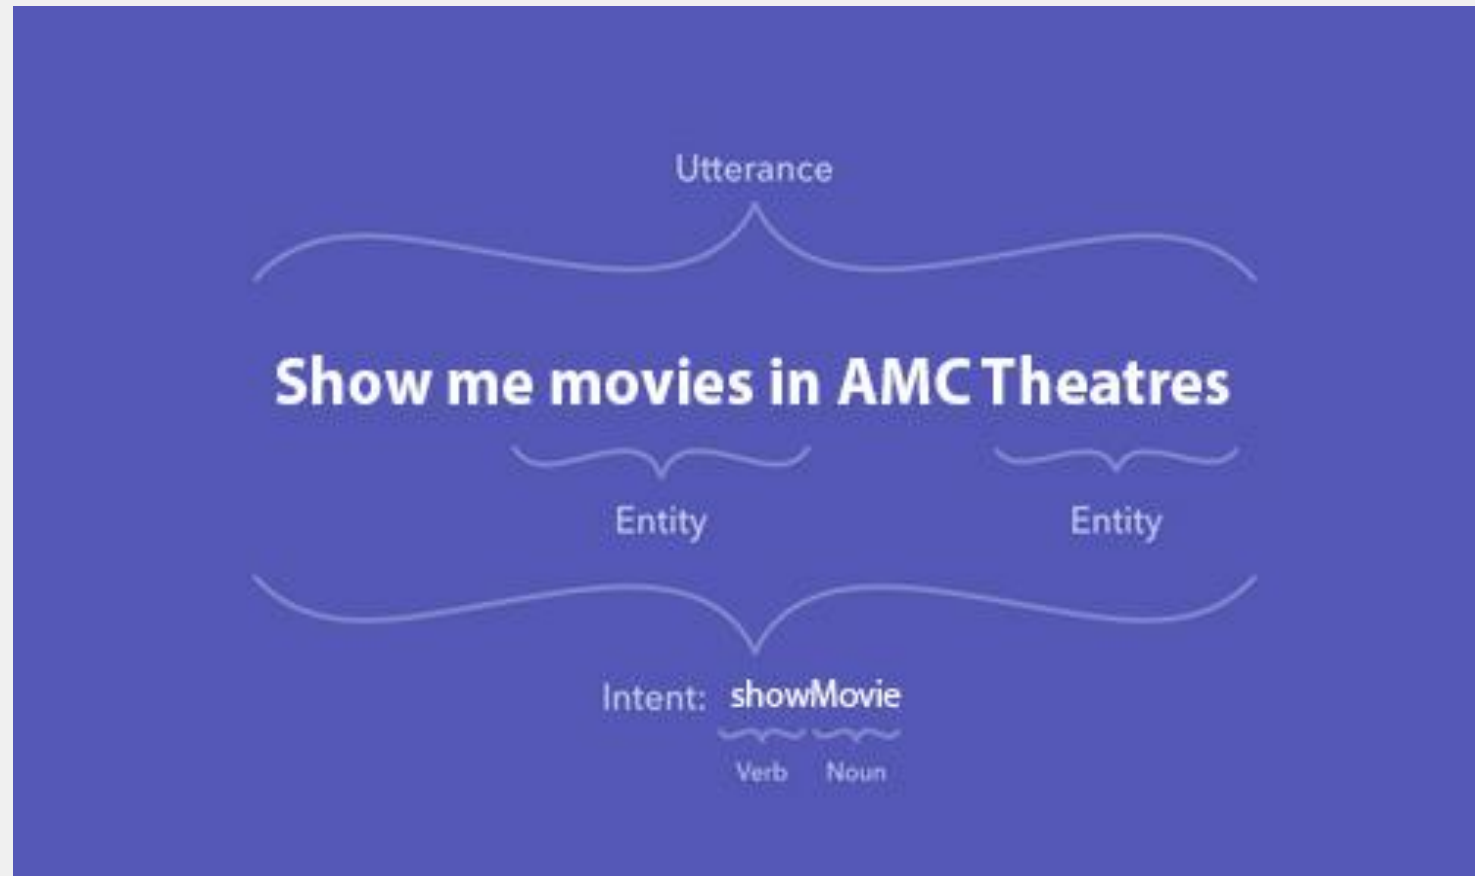 Utterance
Show me movies in AMC Theatres
Entity Entity
Intent: showMovie
Verb Noun